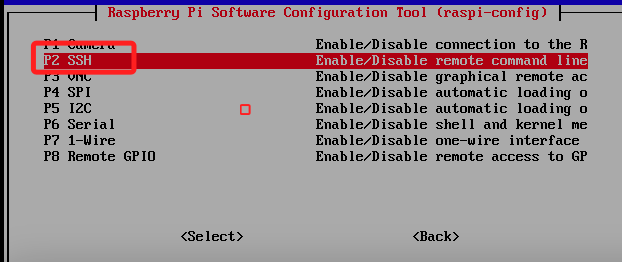 Raspberry Pi Software Configuration Tool (raspi-config)
P1 Camera Enable/Disable connection to the R
P2 SSH Enable/Disable remote command line
P3 VNC Enable/Disable graphical remote ac
P4 SPI Enable/Disable automatic loading o
P5 I2C Enable/Disable automatic loading o
P6 Serial Enable/Disable shell and kernel me
P7 1-Wire Enable/Disable one-wire interface
P8 Remote GPIO Enable/Disable remote access to GP
<Select> <Back>